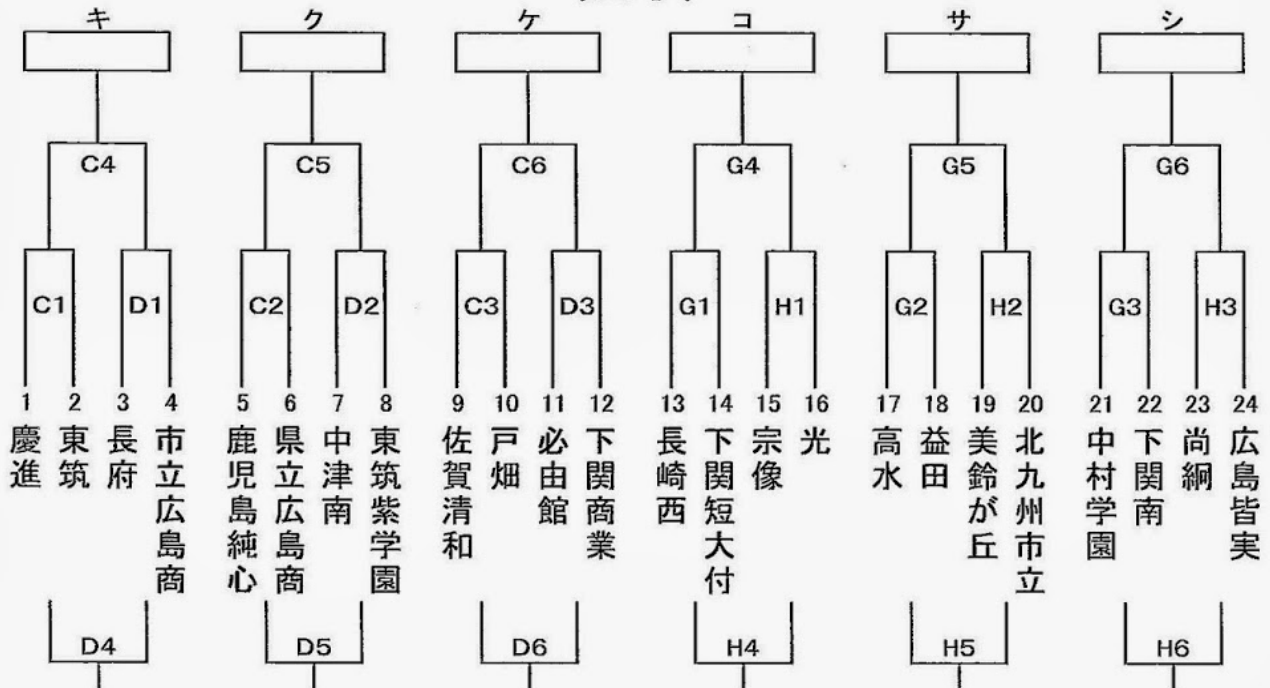 キ ク ケ コ サ シ
C4 C5 C6 G4 G5 G6
C1 D1 C2 D2 C3 D3 G1 H1 G2 H2 G3 H3
1 2 3 4 5 6 7 8 9 10 11 12 13 14 15 16 17 18 19 20 21 22 23 24
慶進
東筑
長府
市立広島商
鹿児島純心
県立広島商
中津南
東筑紫学園
佐賀清和
戸畑
必由館
下関商業
長崎西
下関短大付
宗像
光
高水
益田
美鈴が丘
北九州市立
中村学園
下関南
尚絅
広島皆実
D4 D5 D6 H4 H5 H6